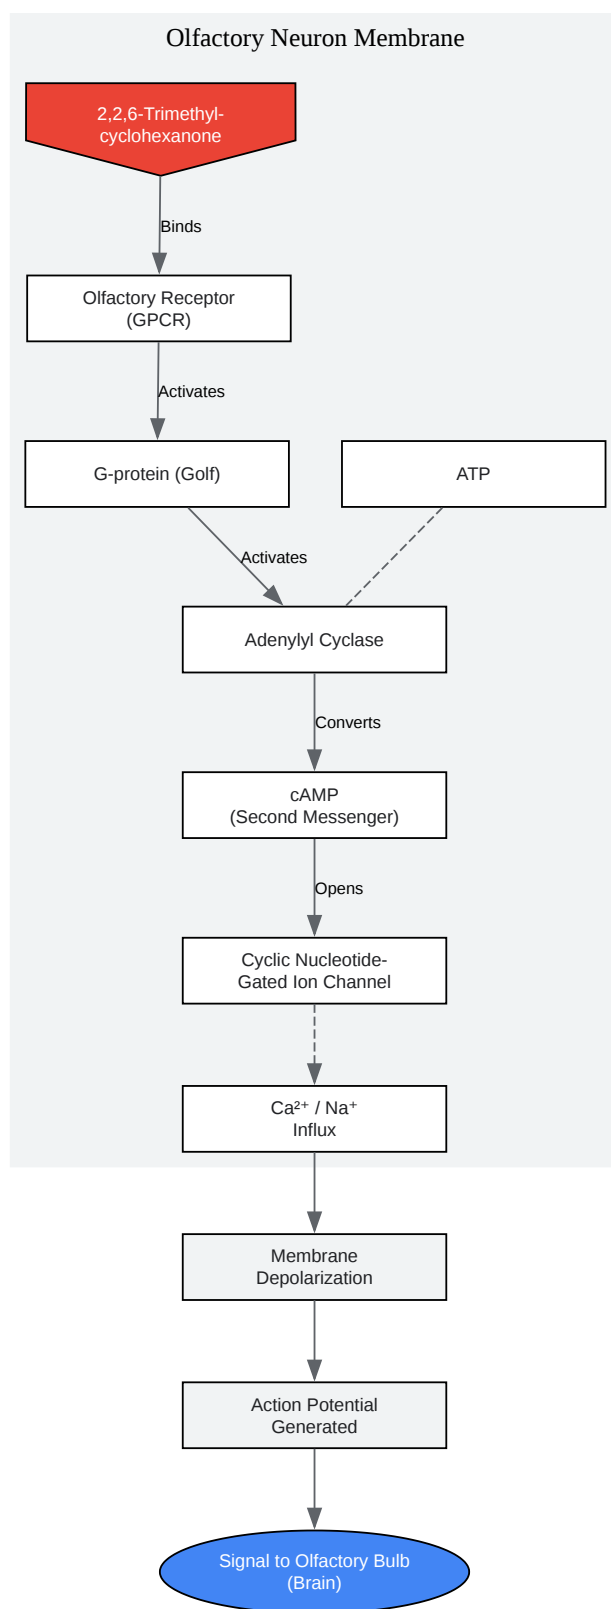 Olfactory Neuron Membrane
2,2,6-Trimethyl-
cyclohexanone
Binds
Olfactory Receptor
(GPCR)
Activates
G-protein (Golf)
ATP
Activates
Adenylyl Cyclase
Converts
cAMP
(Second Messenger)
Opens
Cyclic Nucleotide-
Gated Ion Channel
Ca²⁺ / Na⁺
Influx
Membrane
Depolarization
Action Potential
Generated
Signal to Olfactory Bulb
(Brain)